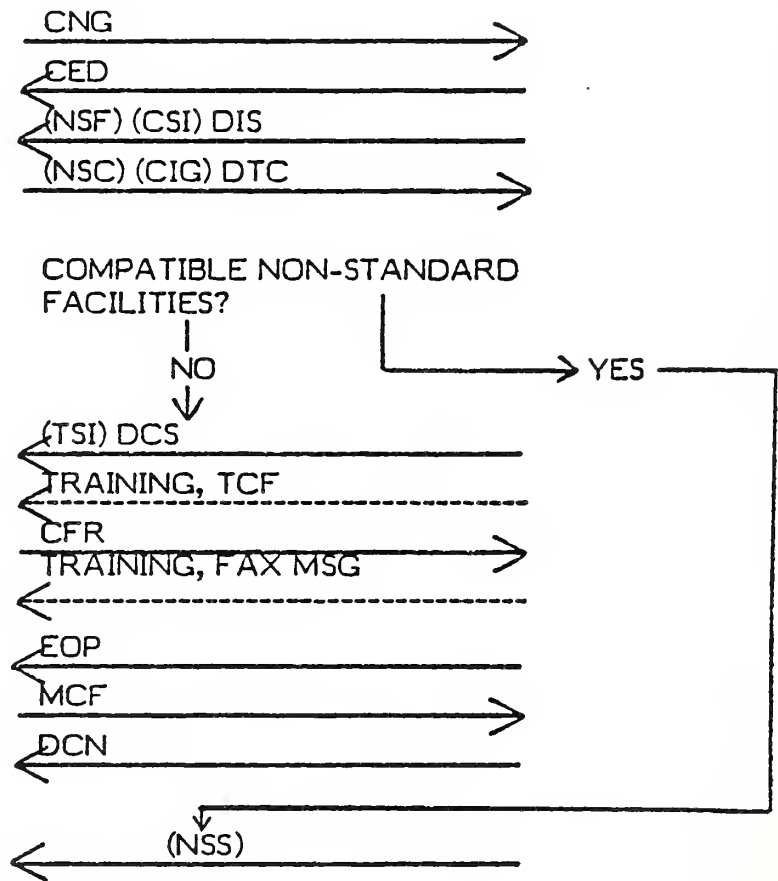 CNG
CED
(NSF) (CSI) DIS
(NSC) (CIG) DTC
COMPATIBLE NON-STANDARD
FACILITIES?
NO
YES
(TSI) DCS
TRAINING, TCF
CFR
TRAINING, FAX MSG
EOP
MCF
DCN
(NSS)